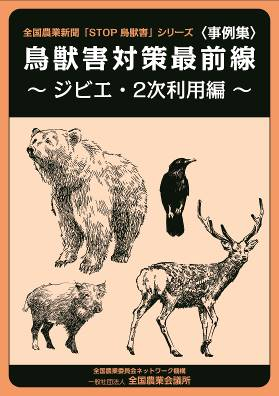 全国農業新聞「STOP 鳥獣害」シリーズ〈事例集〉
鳥獣害対策最前線
～ ジビエ・2次利用編 ～
全国農業委員会ネットワーク機構
一般社団法人 全国農業会議所